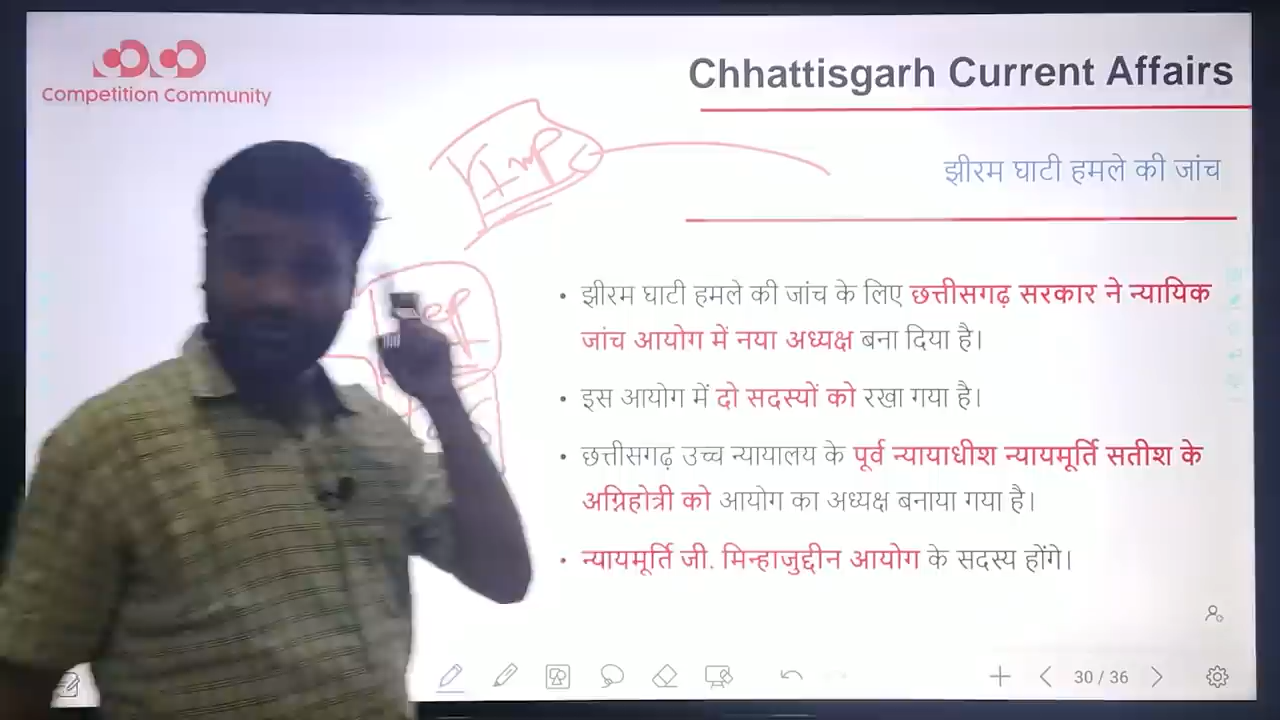 Competition Community
Chhattisgarh Current Affairs
Imp
झीरम घाटी हमले की जांच
• झीरम घाटी हमले की जांच के लिए छत्तीसगढ़ सरकार ने न्यायिक
जांच आयोग में नया अध्यक्ष बना दिया है।
• इस आयोग में दो सदस्यों को रखा गया है।
• छत्तीसगढ़ उच्च न्यायालय के पूर्व न्यायाधीश न्यायमूर्ति सतीश के
अग्निहोत्री को आयोग का अध्यक्ष बनाया गया है।
• न्यायमूर्ति जी. मिन्हाजुद्दीन आयोग के सदस्य होंगे।
30 / 36